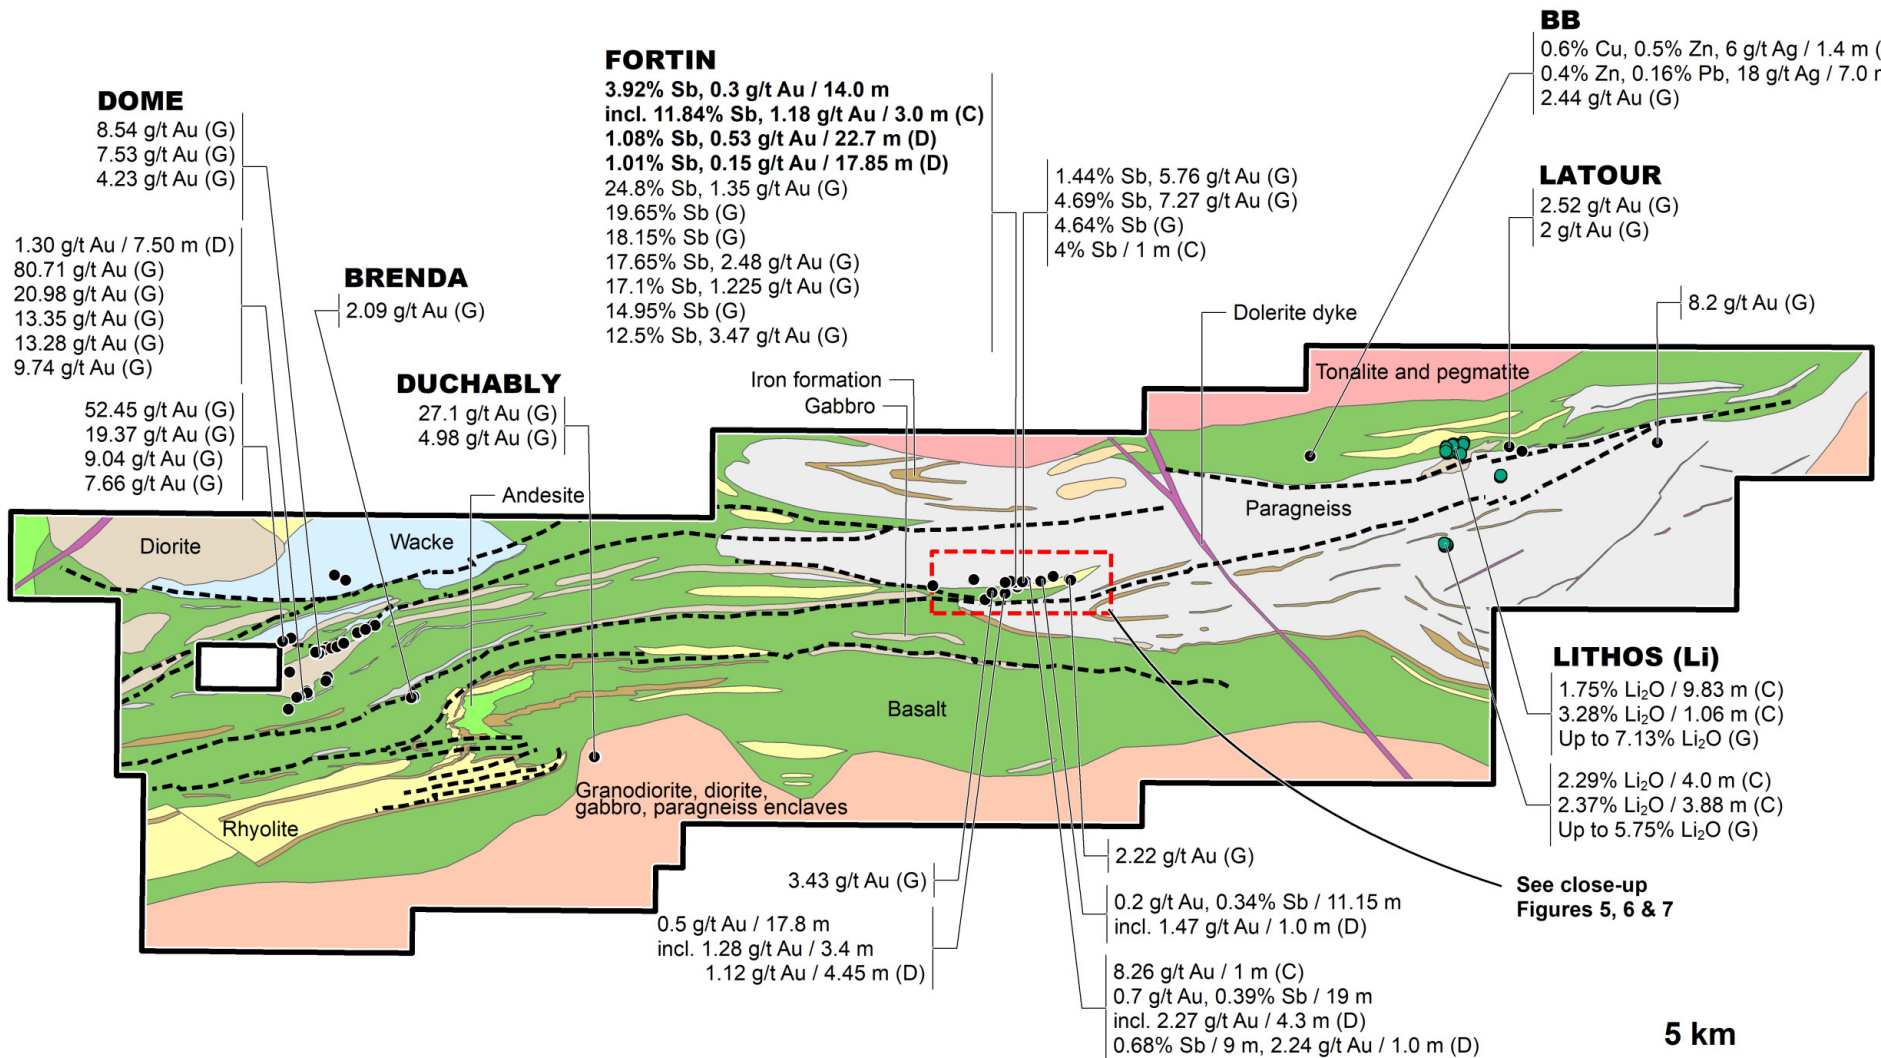 BB
0.6% Cu, 0.5% Zn, 6 g/t Ag / 1.4 m (
0.4% Zn, 0.16% Pb, 18 g/t Ag / 7.0 m
2.44 g/t Au (G)
FORTIN
3.92% Sb, 0.3 g/t Au / 14.0 m
incl. 11.84% Sb, 1.18 g/t Au / 3.0 m (C)
1.08% Sb, 0.53 g/t Au / 22.7 m (D)
1.01% Sb, 0.15 g/t Au / 17.85 m (D)
24.8% Sb, 1.35 g/t Au (G)
19.65% Sb (G)
18.15% Sb (G)
17.65% Sb, 2.48 g/t Au (G)
17.1% Sb, 1.225 g/t Au (G)
14.95% Sb (G)
12.5% Sb, 3.47 g/t Au (G)
DOME
8.54 g/t Au (G)
7.53 g/t Au (G)
4.23 g/t Au (G)
1.30 g/t Au / 7.50 m (D)
80.71 g/t Au (G)
20.98 g/t Au (G)
13.35 g/t Au (G)
13.28 g/t Au (G)
9.74 g/t Au (G)
52.45 g/t Au (G)
19.37 g/t Au (G)
9.04 g/t Au (G)
7.66 g/t Au (G)
BRENDA
2.09 g/t Au (G)
DUCHABLY
27.1 g/t Au (G)
4.98 g/t Au (G)
1.44% Sb, 5.76 g/t Au (G)
4.69% Sb, 7.27 g/t Au (G)
4.64% Sb (G)
4% Sb / 1 m (C)
LATOUR
2.52 g/t Au (G)
2 g/t Au (G)
8.2 g/t Au (G)
Dolerite dyke
Tonalite and pegmatite
Iron formation
Gabbro
Andesite
Paragneiss
Diorite
Wacke
Basalt
Granodiorite, diorite,
gabbro, paragneiss enclaves
Rhyolite
LITHOS (Li)
1.75% Li₂O / 9.83 m (C)
3.28% Li₂O / 1.06 m (C)
Up to 7.13% Li₂O (G)
2.29% Li₂O / 4.0 m (C)
2.37% Li₂O / 3.88 m (C)
Up to 5.75% Li₂O (G)
See close-up
Figures 5, 6 & 7
3.43 g/t Au (G)
0.5 g/t Au / 17.8 m
incl. 1.28 g/t Au / 3.4 m
1.12 g/t Au / 4.45 m (D)
2.22 g/t Au (G)
0.2 g/t Au, 0.34% Sb / 11.15 m
incl. 1.47 g/t Au / 1.0 m (D)
8.26 g/t Au / 1 m (C)
0.7 g/t Au, 0.39% Sb / 19 m
incl. 2.27 g/t Au / 4.3 m (D)
0.68% Sb / 9 m, 2.24 g/t Au / 1.0 m (D)
5 km